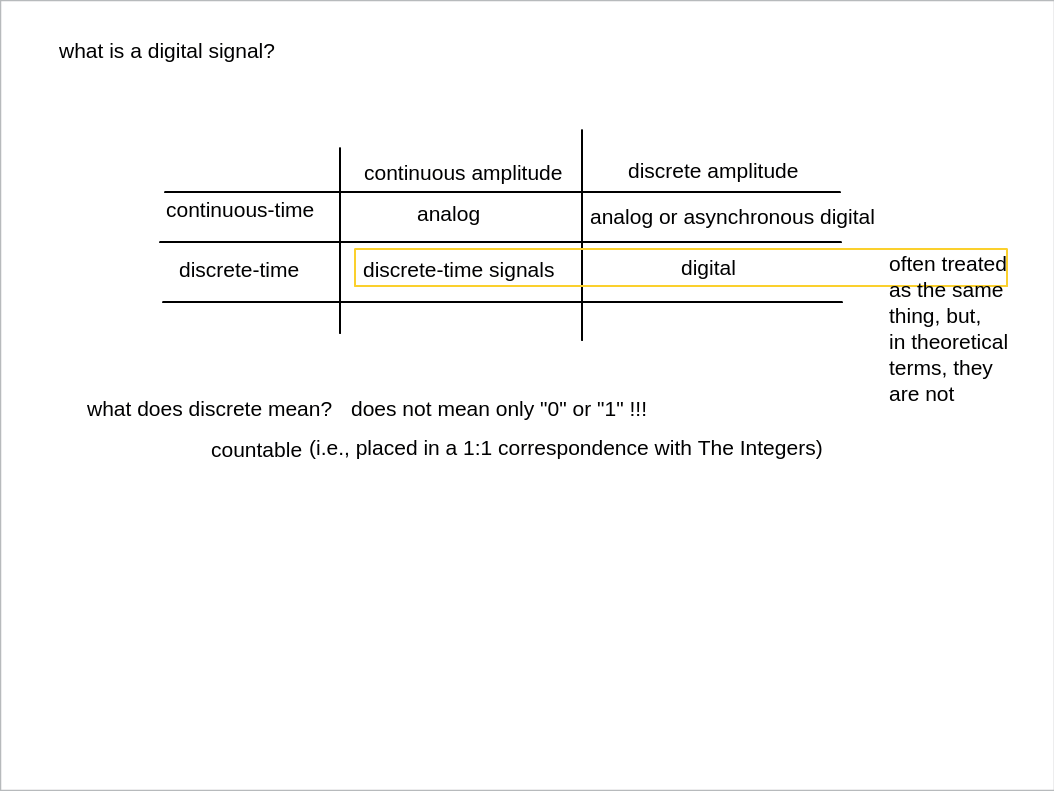 what is a digital signal?
continuous amplitude discrete amplitude
continuous-time analog analog or asynchronous digital
discrete-time discrete-time signals digital
often treated
as the same
thing, but,
in theoretical
terms, they
are not
what does discrete mean? does not mean only "0" or "1" !!!
countable (i.e., placed in a 1:1 correspondence with The Integers)